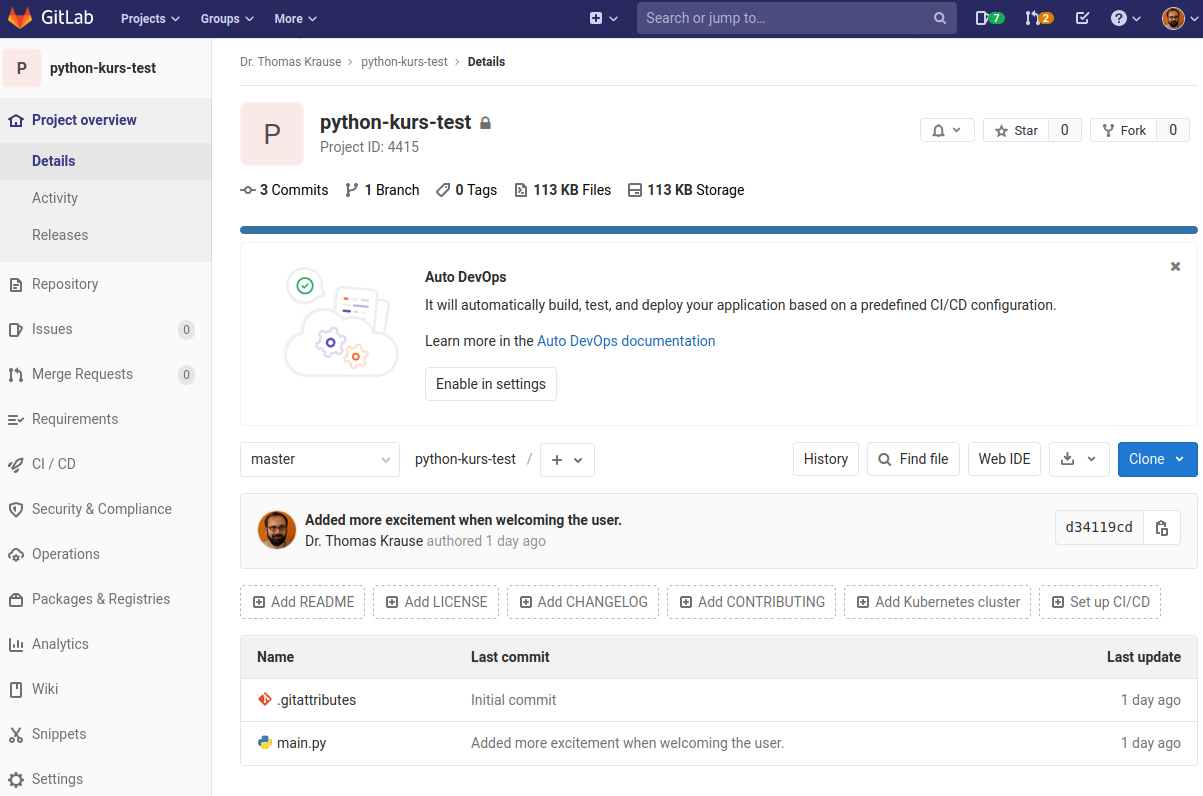 GitLab Projects Groups More Search or jump to... 7 2
P python-kurs-test
Project overview
Details
Activity
Releases
Repository
Issues 0
Merge Requests 0
Requirements
CI / CD
Security & Compliance
Operations
Packages & Registries
Analytics
Wiki
Snippets
Settings
Dr. Thomas Krause › python-kurs-test › Details
P
python-kurs-test
Project ID: 4415
Star 0 Fork 0
3 Commits 1 Branch 0 Tags 113 KB Files 113 KB Storage
Auto DevOps
It will automatically build, test, and deploy your application based on a predefined CI/CD configuration.
Learn more in the Auto DevOps documentation
Enable in settings
master python-kurs-test / + History Find file Web IDE Clone
Added more excitement when welcoming the user.
Dr. Thomas Krause authored 1 day ago
d34119cd
Add README Add LICENSE Add CHANGELOG Add CONTRIBUTING Add Kubernetes cluster Set up CI/CD
Name Last commit Last update
.gitattributes Initial commit 1 day ago
main.py Added more excitement when welcoming the user. 1 day ago